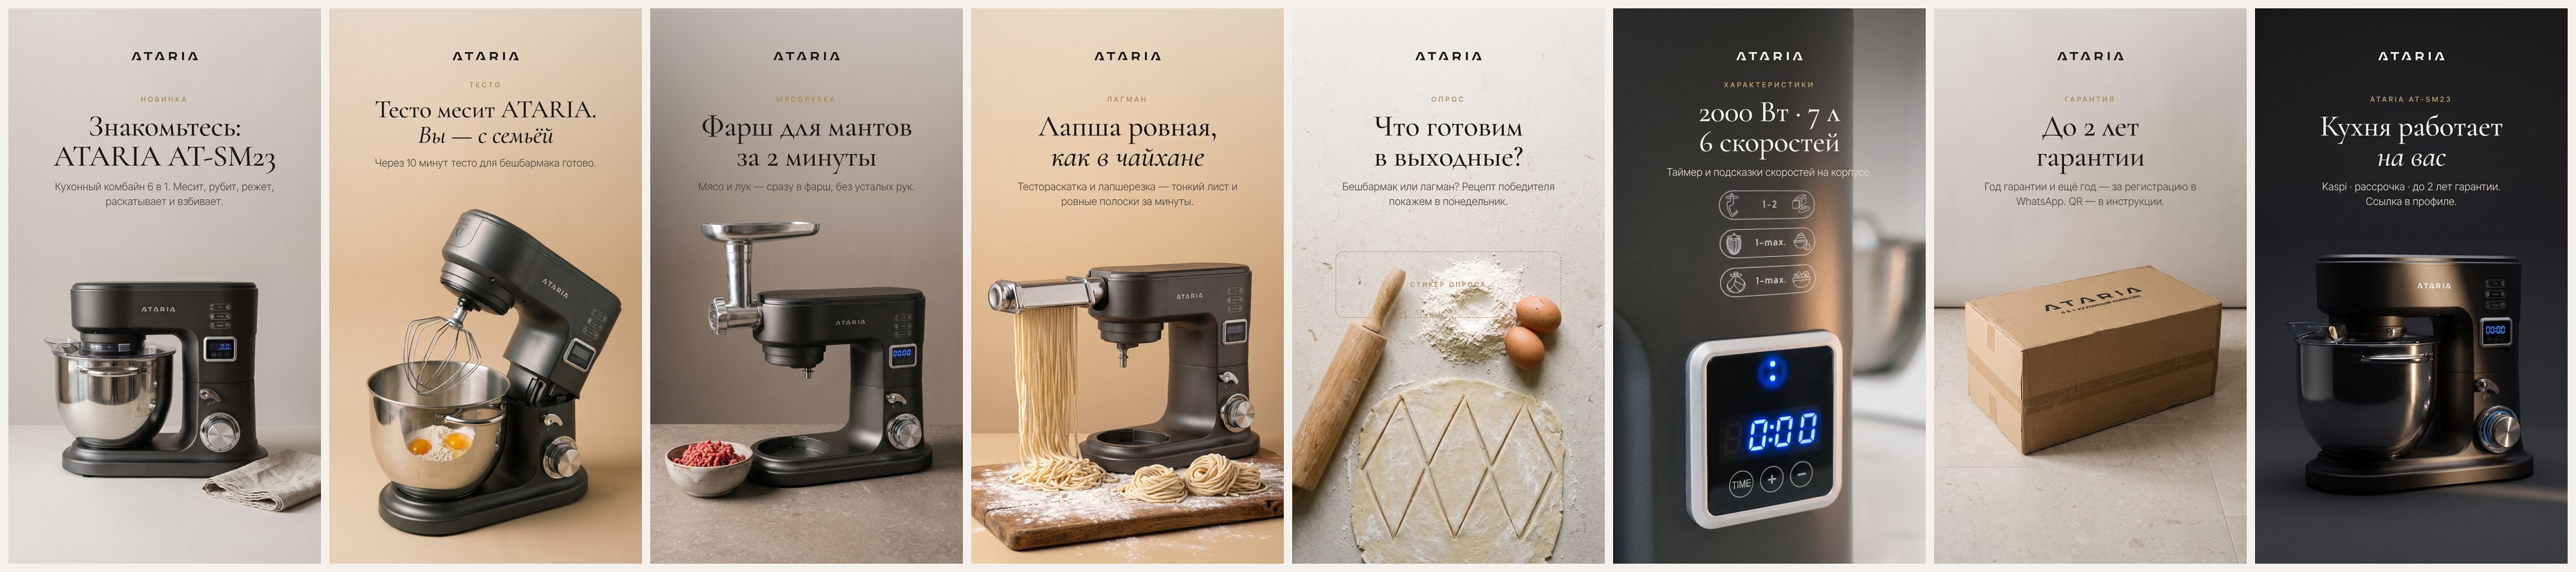 ATARIA
НОВИНКА
Знакомьтесь:
ATARIA AT-SM23
Кухонный комбайн 6 в 1. Месит, рубит, режет,
раскатывает и взбивает.
ATARIA
ATARIA
ТЕСТО
Тесто месит ATARIA.
Вы — с семьёй
Через 10 минут тесто для бешбармака готово.
ATARIA
ATARIA
МЯСОРУБКА
Фарш для мантов
за 2 минуты
Мясо и лук — сразу в фарш, без усталых рук.
ATARIA
00:00
ATARIA
ЛАГМАН
Лапша ровная,
как в чайхане
Тестораскатка и лапшерезка — тонкий лист и
ровные полоски за минуты.
ATARIA
ATARIA
ОПРОС
Что готовим
в выходные?
Бешбармак или лагман? Рецепт победителя
покажем в понедельник.
СТИКЕР ОПРОСА
ATARIA
ХАРАКТЕРИСТИКИ
2000 Вт · 7 л
6 скоростей
Таймер и подсказки скоростей на корпусе.
1-2
1-max.
1-max.
0:00
TIME
+
−
ATARIA
ГАРАНТИЯ
До 2 лет
гарантии
Год гарантии и ещё год — за регистрацию в
WhatsApp. QR — в инструкции.
ATARIA
ATARIA
ATARIA AT-SM23
Кухня работает
на вас
Kaspi · рассрочка · до 2 лет гарантии.
Ссылка в профиле.
ATARIA
00:00